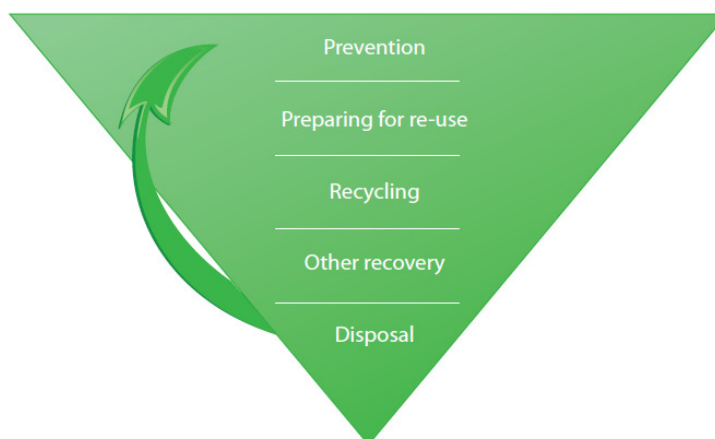 Prevention
Preparing for re-use
Recycling
Other recovery
Disposal